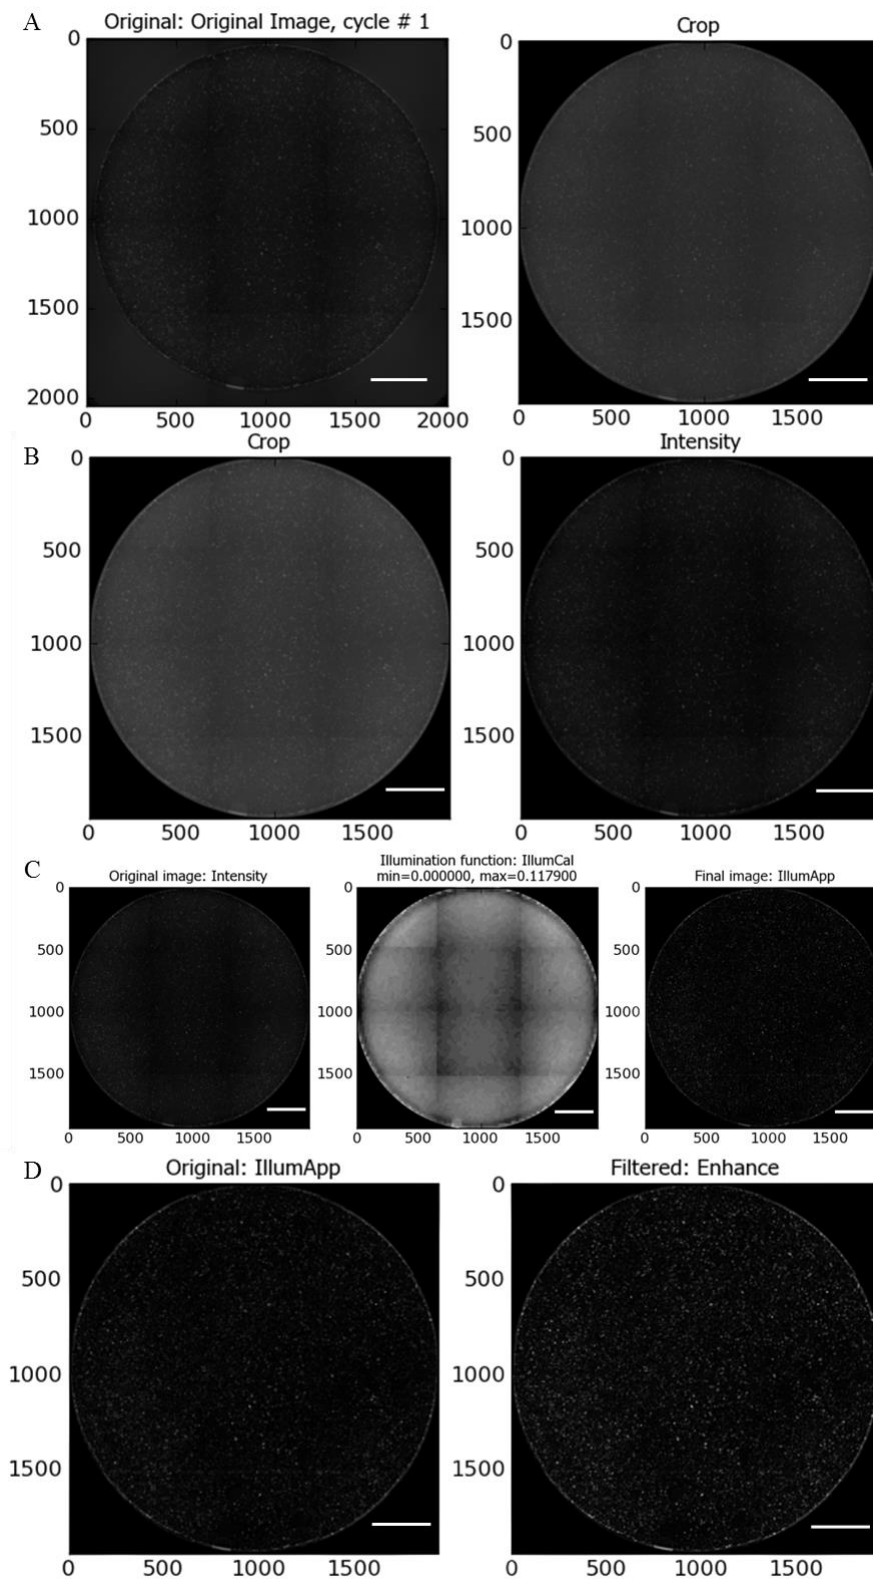 A
Original: Original Image, cycle # 1
0
500
1000
1500
2000
0 500 1000 1500 2000
Crop
0
500
1000
1500
0 500 1000 1500
B
Crop
0
500
1000
1500
0 500 1000 1500
Intensity
0
500
1000
1500
0 500 1000 1500
C
Original image: Intensity
0
500
1000
1500
0 500 1000 1500
Illumination function: IllumCal
min=0.000000, max=0.117900
0
500
1000
1500
0 500 1000 1500
Final image: IllumApp
0
500
1000
1500
0 500 1000 1500
D
Original: IllumApp
0
500
1000
1500
0 500 1000 1500
Filtered: Enhance
0
500
1000
1500
0 500 1000 1500